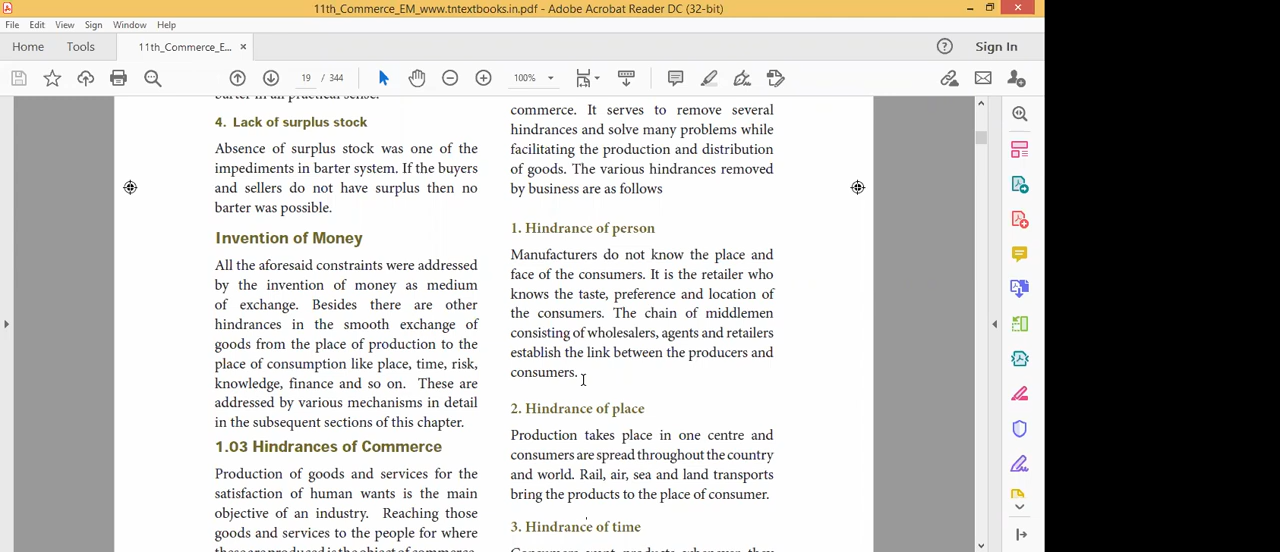 11th_Commerce_EM_www.tntextbooks.in.pdf - Adobe Acrobat Reader DC (32-bit)
File Edit View Sign Window Help
Home Tools 11th_Commerce_E... × Sign In
19 / 344 100%
4. Lack of surplus stock
Absence of surplus stock was one of the
impediments in barter system. If the buyers
and sellers do not have surplus then no
barter was possible.
Invention of Money
All the aforesaid constraints were addressed
by the invention of money as medium
of exchange. Besides there are other
hindrances in the smooth exchange of
goods from the place of production to the
place of consumption like place, time, risk,
knowledge, finance and so on. These are
addressed by various mechanisms in detail
in the subsequent sections of this chapter.
1.03 Hindrances of Commerce
Production of goods and services for the
satisfaction of human wants is the main
objective of an industry. Reaching those
goods and services to the people for where
these are produced is the object of commerce.
commerce. It serves to remove several
hindrances and solve many problems while
facilitating the production and distribution
of goods. The various hindrances removed
by business are as follows
1. Hindrance of person
Manufacturers do not know the place and
face of the consumers. It is the retailer who
knows the taste, preference and location of
the consumers. The chain of middlemen
consisting of wholesalers, agents and retailers
establish the link between the producers and
consumers.
2. Hindrance of place
Production takes place in one centre and
consumers are spread throughout the country
and world. Rail, air, sea and land transports
bring the products to the place of consumer.
3. Hindrance of time
Consumers want products whenever they